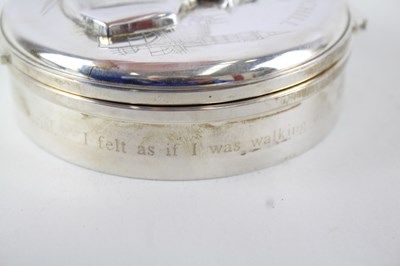 I felt as if I was walking